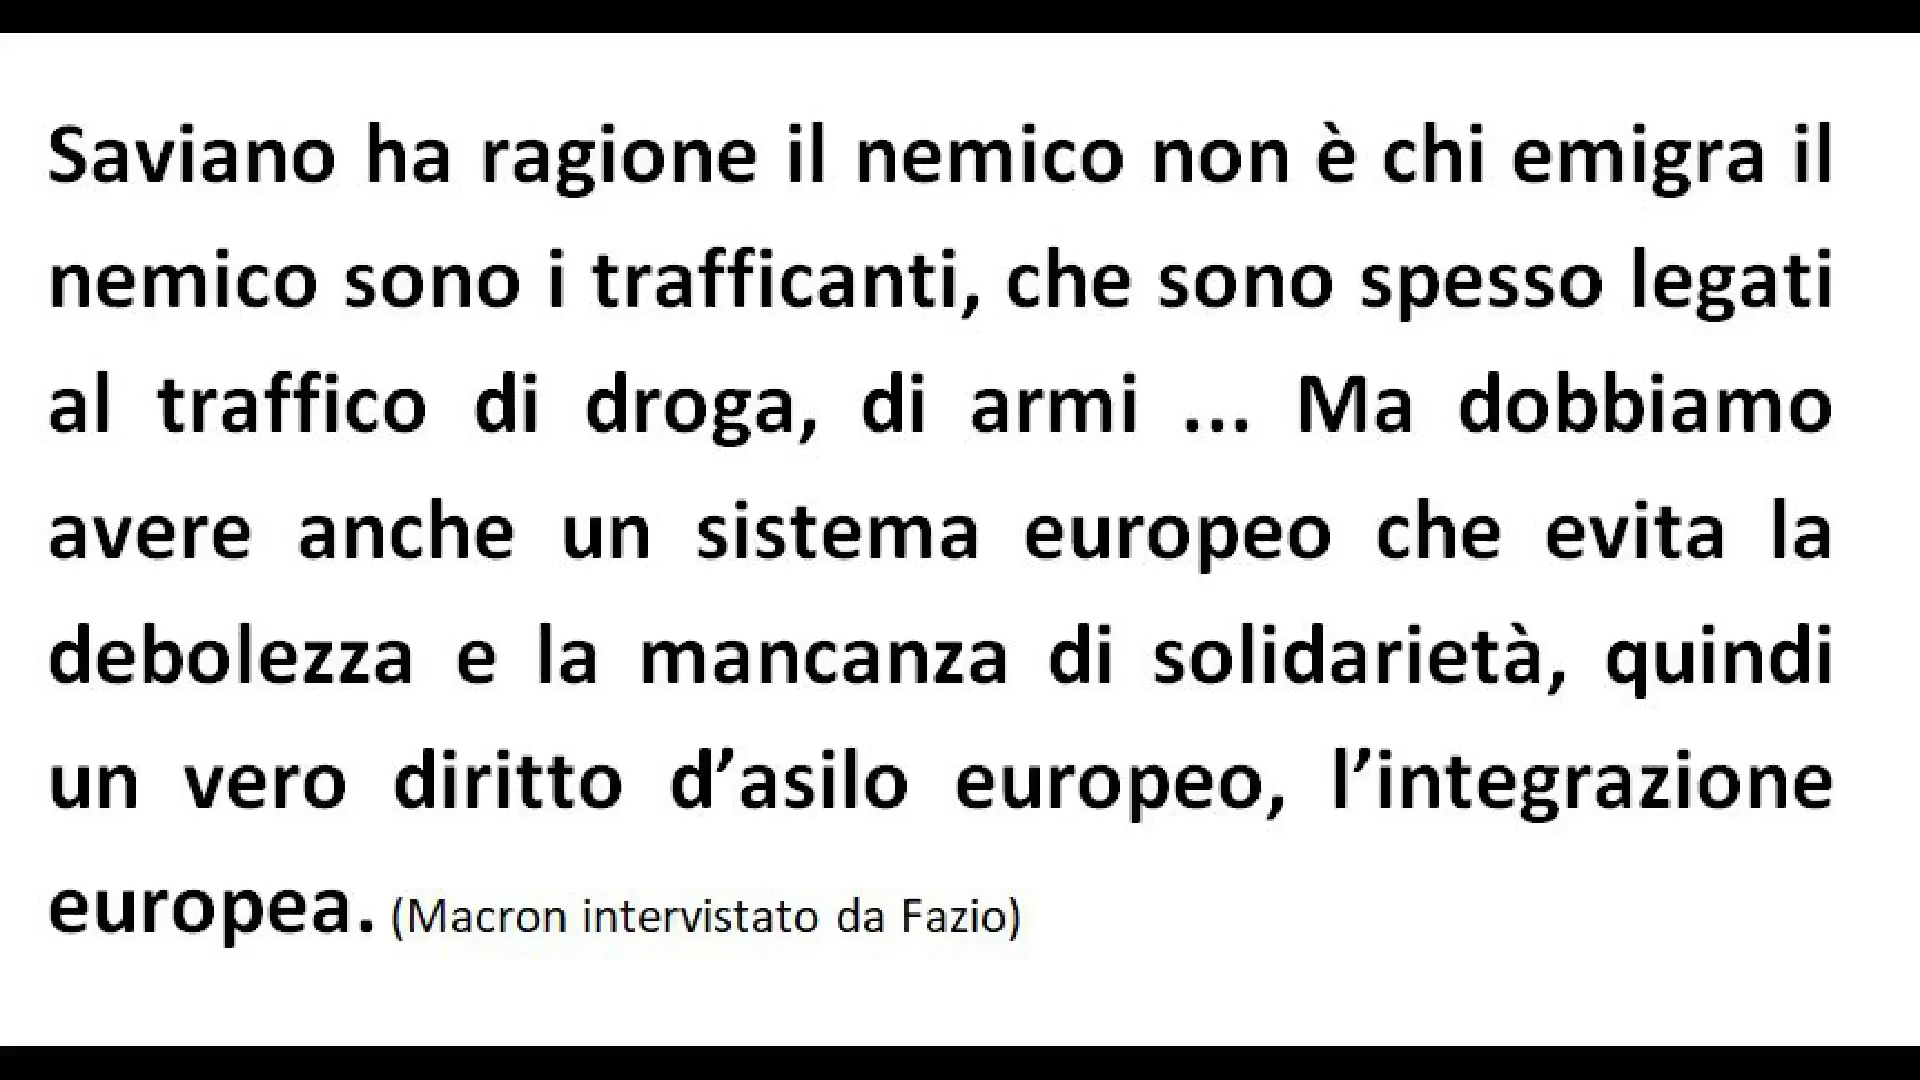 Saviano ha ragione il nemico non è chi emigra il
nemico sono i trafficanti, che sono spesso legati
al traffico di droga, di armi ... Ma dobbiamo
avere anche un sistema europeo che evita la
debolezza e la mancanza di solidarietà, quindi
un vero diritto d’asilo europeo, l’integrazione
europea. (Macron intervistato da Fazio)